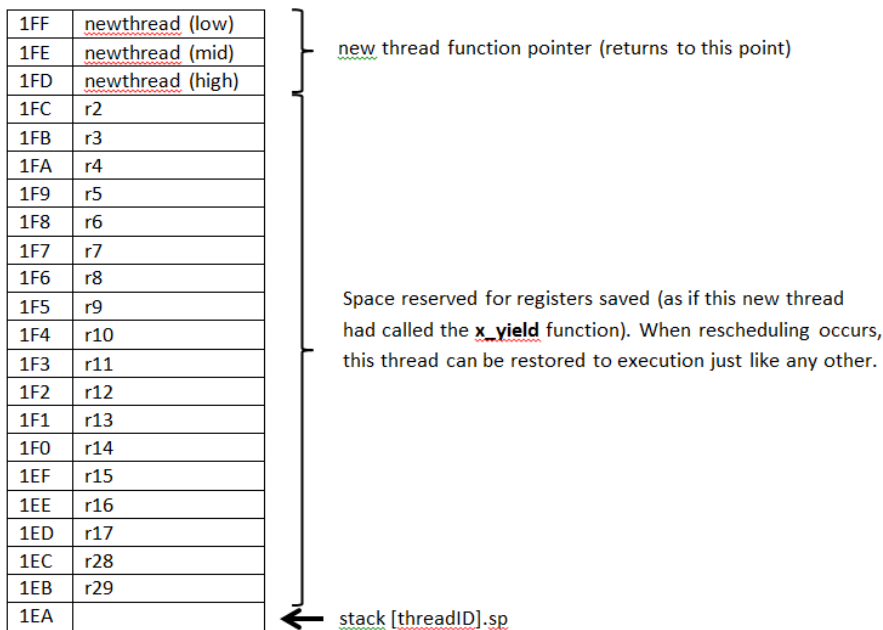 1FF newthread (low)
1FE newthread (mid)
1FD newthread (high)
new thread function pointer (returns to this point)
1FC r2
1FB r3
1FA r4
1F9 r5
1F8 r6
1F7 r7
1F6 r8
1F5 r9
1F4 r10
1F3 r11
1F2 r12
1F1 r13
1F0 r14
1EF r15
1EE r16
1ED r17
1EC r28
1EB r29
Space reserved for registers saved (as if this new thread
had called the x_yield function). When rescheduling occurs,
this thread can be restored to execution just like any other.
1EA
stack [threadID].sp